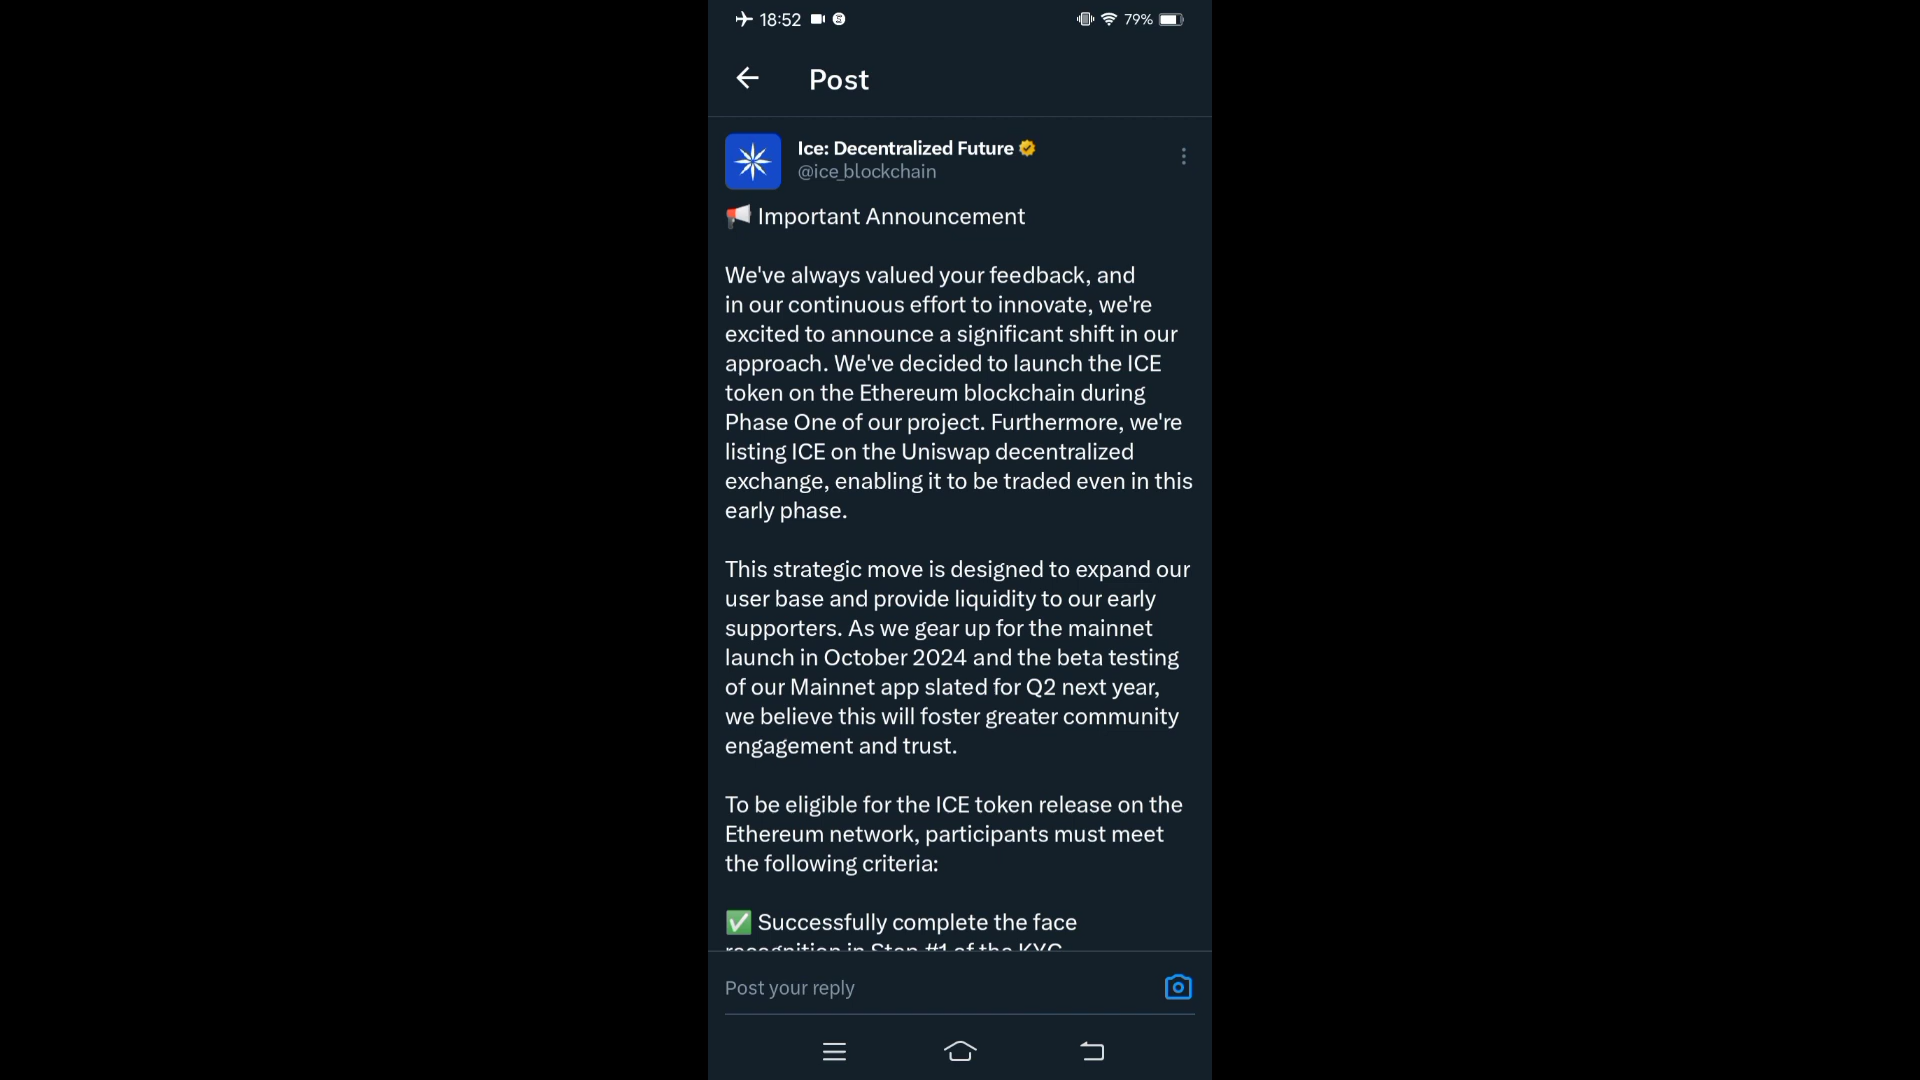 18:52
79%
Post
Ice: Decentralized Future
@ice_blockchain
📢 Important Announcement
We've always valued your feedback, and
in our continuous effort to innovate, we're
excited to announce a significant shift in our
approach. We've decided to launch the ICE
token on the Ethereum blockchain during
Phase One of our project. Furthermore, we're
listing ICE on the Uniswap decentralized
exchange, enabling it to be traded even in this
early phase.
This strategic move is designed to expand our
user base and provide liquidity to our early
supporters. As we gear up for the mainnet
launch in October 2024 and the beta testing
of our Mainnet app slated for Q2 next year,
we believe this will foster greater community
engagement and trust.
To be eligible for the ICE token release on the
Ethereum network, participants must meet
the following criteria:
✅ Successfully complete the face
recognition in Step #1 of the KYC
Post your reply